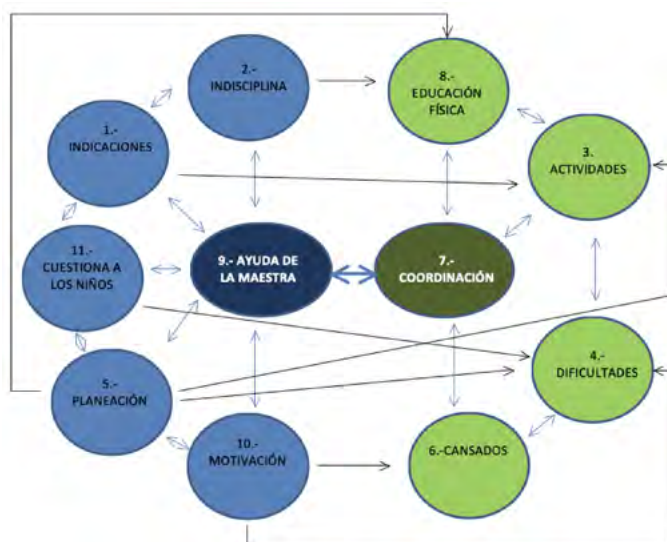 2.-
INDISCIPLINA
8.-
EDUCACIÓN
FÍSICA
1.-
INDICACIONES
3.
ACTIVIDADES
11.-
CUESTIONA A
LOS NIÑOS
9.- AYUDA DE
LA MAESTRA
7.-
COORDINACIÓN
5.-
PLANEACIÓN
4.-
DIFICULTADES
10.-
MOTIVACIÓN
6.-CANSADOS